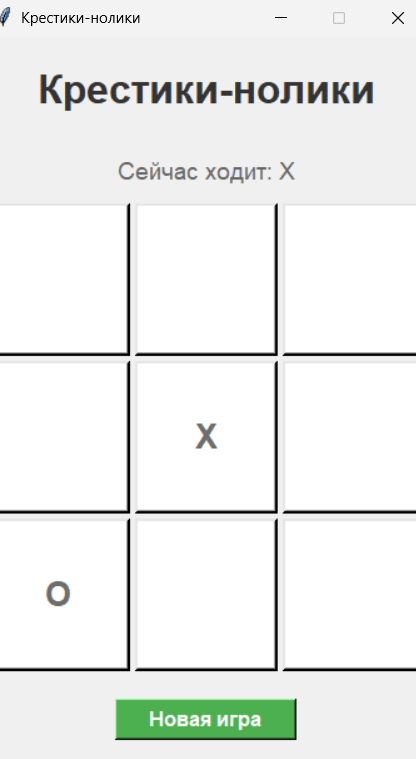 Крестики-нолики
Крестики-нолики
Сейчас ходит: X
X
O
Новая игра